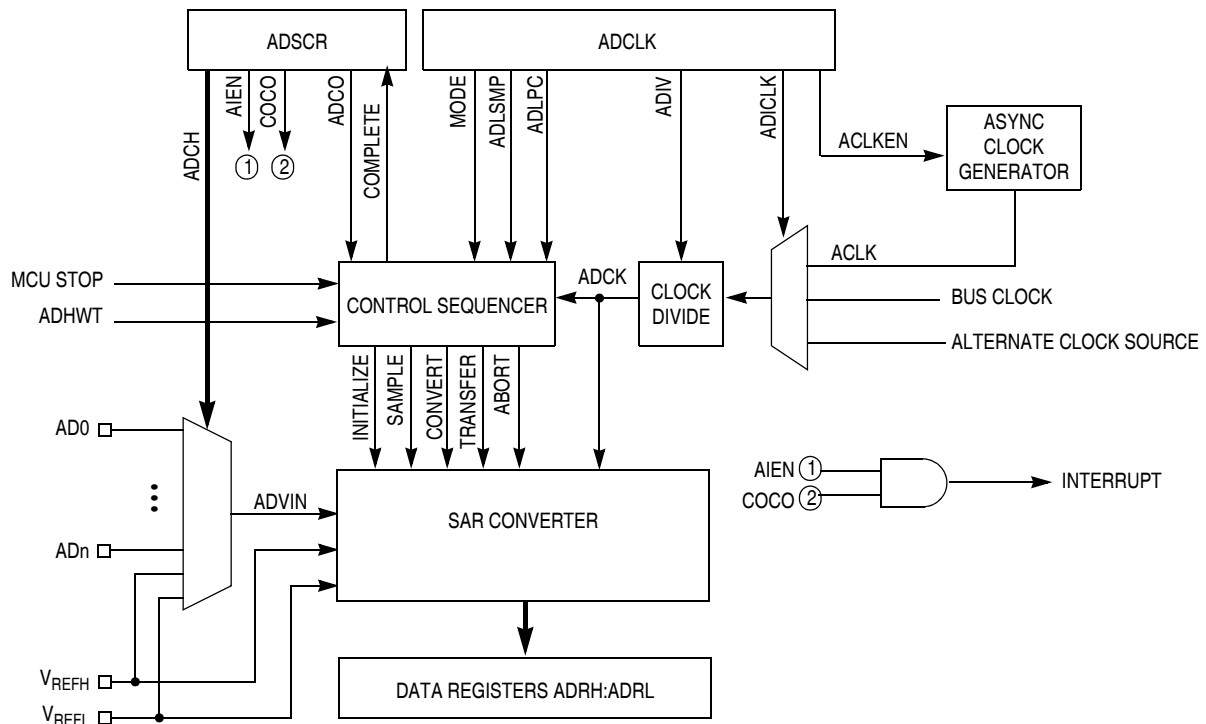 ADSCR
ADCLK
ADCH
AIEN
COCO
ADCO
COMPLETE
MODE
ADLSMP
ADLPC
ADIV
ADICLK
ACLKEN
ASYNC
CLOCK
GENERATOR
1
2
MCU STOP
ADHWT
CONTROL SEQUENCER
ADCK
CLOCK
DIVIDE
ACLK
BUS CLOCK
ALTERNATE CLOCK SOURCE
INITIALIZE
SAMPLE
CONVERT
TRANSFER
ABORT
AD0
ADn
ADVIN
SAR CONVERTER
AIEN 1
COCO 2
INTERRUPT
VREFH
VREFL
DATA REGISTERS ADRH:ADRL